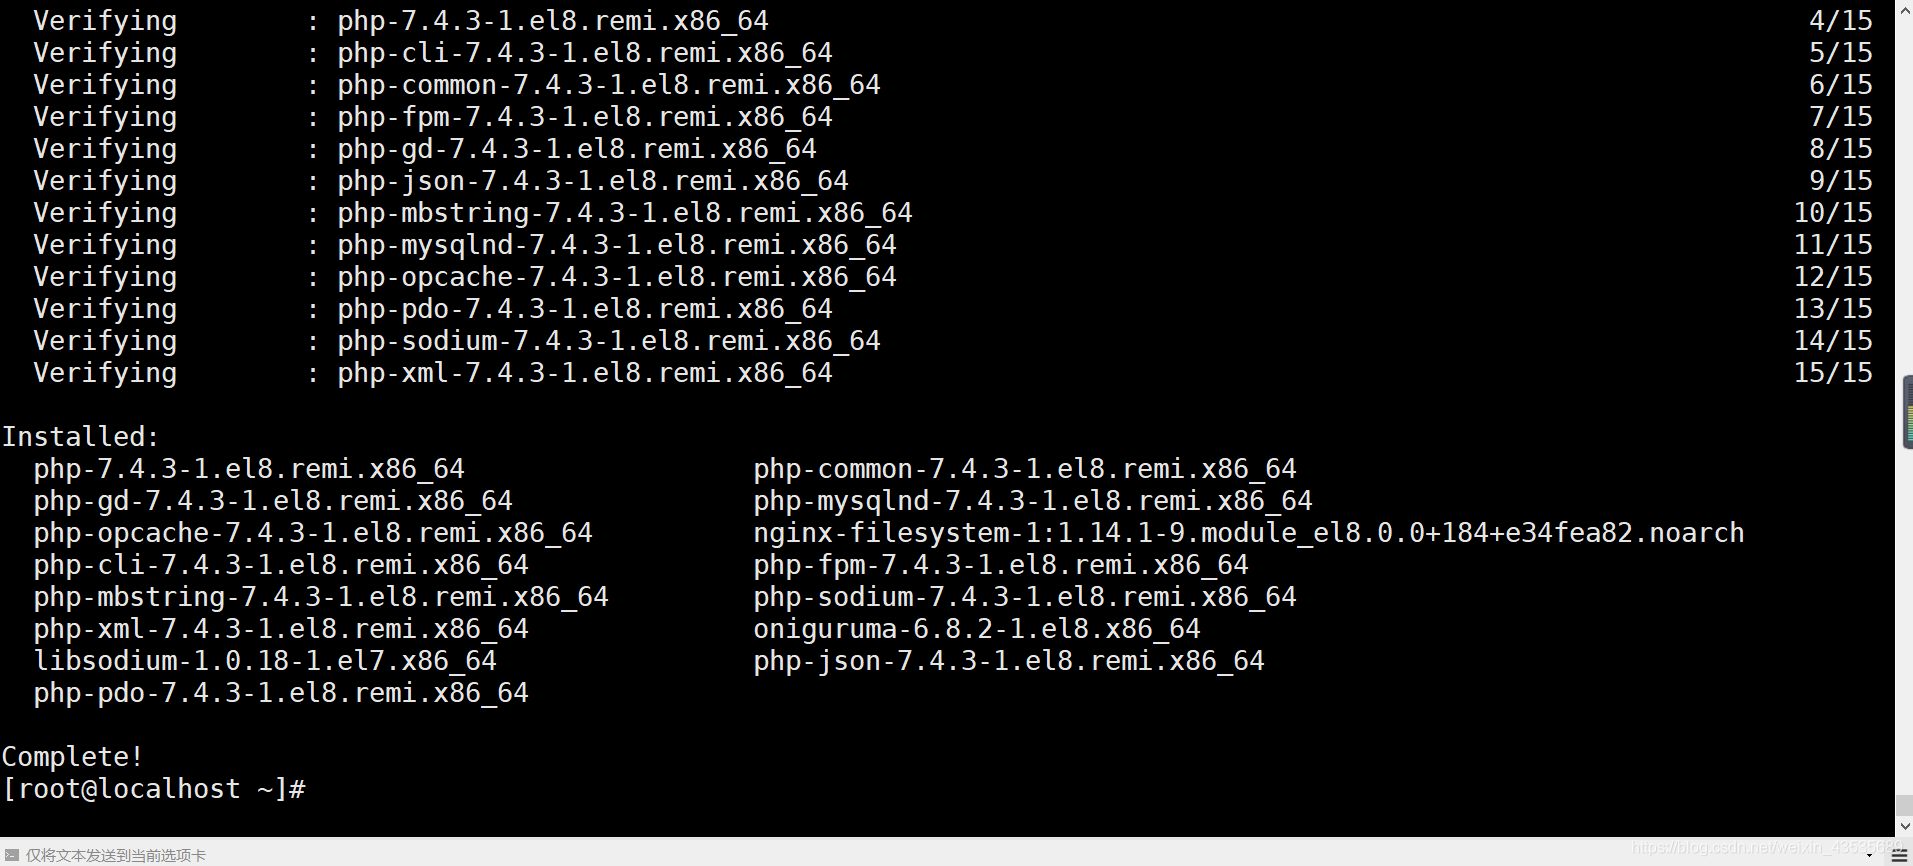 Verifying : php-7.4.3-1.el8.remi.x86_64 4/15
Verifying : php-cli-7.4.3-1.el8.remi.x86_64 5/15
Verifying : php-common-7.4.3-1.el8.remi.x86_64 6/15
Verifying : php-fpm-7.4.3-1.el8.remi.x86_64 7/15
Verifying : php-gd-7.4.3-1.el8.remi.x86_64 8/15
Verifying : php-json-7.4.3-1.el8.remi.x86_64 9/15
Verifying : php-mbstring-7.4.3-1.el8.remi.x86_64 10/15
Verifying : php-mysqlnd-7.4.3-1.el8.remi.x86_64 11/15
Verifying : php-opcache-7.4.3-1.el8.remi.x86_64 12/15
Verifying : php-pdo-7.4.3-1.el8.remi.x86_64 13/15
Verifying : php-sodium-7.4.3-1.el8.remi.x86_64 14/15
Verifying : php-xml-7.4.3-1.el8.remi.x86_64 15/15
Installed:
php-7.4.3-1.el8.remi.x86_64 php-common-7.4.3-1.el8.remi.x86_64
php-gd-7.4.3-1.el8.remi.x86_64 php-mysqlnd-7.4.3-1.el8.remi.x86_64
php-opcache-7.4.3-1.el8.remi.x86_64 nginx-filesystem-1:1.14.1-9.module_el8.0.0+184+e34fea82.noarch
php-cli-7.4.3-1.el8.remi.x86_64 php-fpm-7.4.3-1.el8.remi.x86_64
php-mbstring-7.4.3-1.el8.remi.x86_64 php-sodium-7.4.3-1.el8.remi.x86_64
php-xml-7.4.3-1.el8.remi.x86_64 oniguruma-6.8.2-1.el8.x86_64
libsodium-1.0.18-1.el7.x86_64 php-json-7.4.3-1.el8.remi.x86_64
php-pdo-7.4.3-1.el8.remi.x86_64
Complete!
[root@localhost ~]#
仅将文本发送到当前选项卡